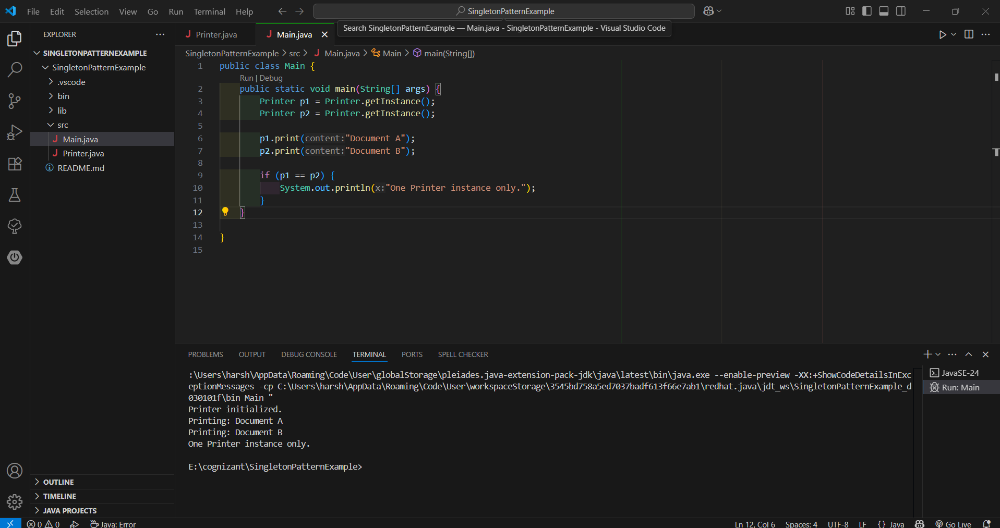 File Edit Selection View Go Run Terminal Help
SingletonPatternExample
Search SingletonPatternExample — Main.java - SingletonPatternExample - Visual Studio Code
EXPLORER
SINGLETONPATTERNEXAMPLE
SingletonPatternExample
.vscode
bin
lib
src
Main.java
Printer.java
README.md
OUTLINE
TIMELINE
JAVA PROJECTS
Printer.java Main.java
SingletonPatternExample > src > Main.java > Main > main(String[])
1 public class Main {
Run | Debug
2 public static void main(String[] args) {
3 Printer p1 = Printer.getInstance();
4 Printer p2 = Printer.getInstance();
5
6 p1.print(content:"Document A");
7 p2.print(content:"Document B");
8
9 if (p1 == p2) {
10 System.out.println(x:"One Printer instance only.");
11 }
12 }
13
14 }
15
PROBLEMS OUTPUT DEBUG CONSOLE TERMINAL PORTS SPELL CHECKER
:\Users\harsh\AppData\Roaming\Code\User\globalStorage\pleiades.java-extension-pack-jdk\java\latest\bin\java.exe --enable-preview -XX:+ShowCodeDetailsInExc
eptionMessages -cp C:\Users\harsh\AppData\Roaming\Code\User\workspaceStorage\3545bd758a5ed7037badf613f66e7ab1\redhat.java\jdt_ws\SingletonPatternExample_d
030101f\bin Main "
Printer initialized.
Printing: Document A
Printing: Document B
One Printer instance only.
E:\cognizant\SingletonPatternExample>
JavaSE-24
Run: Main
0 0 Java: Error
Ln 12, Col 6 Spaces: 4 UTF-8 LF {} Java Go Live